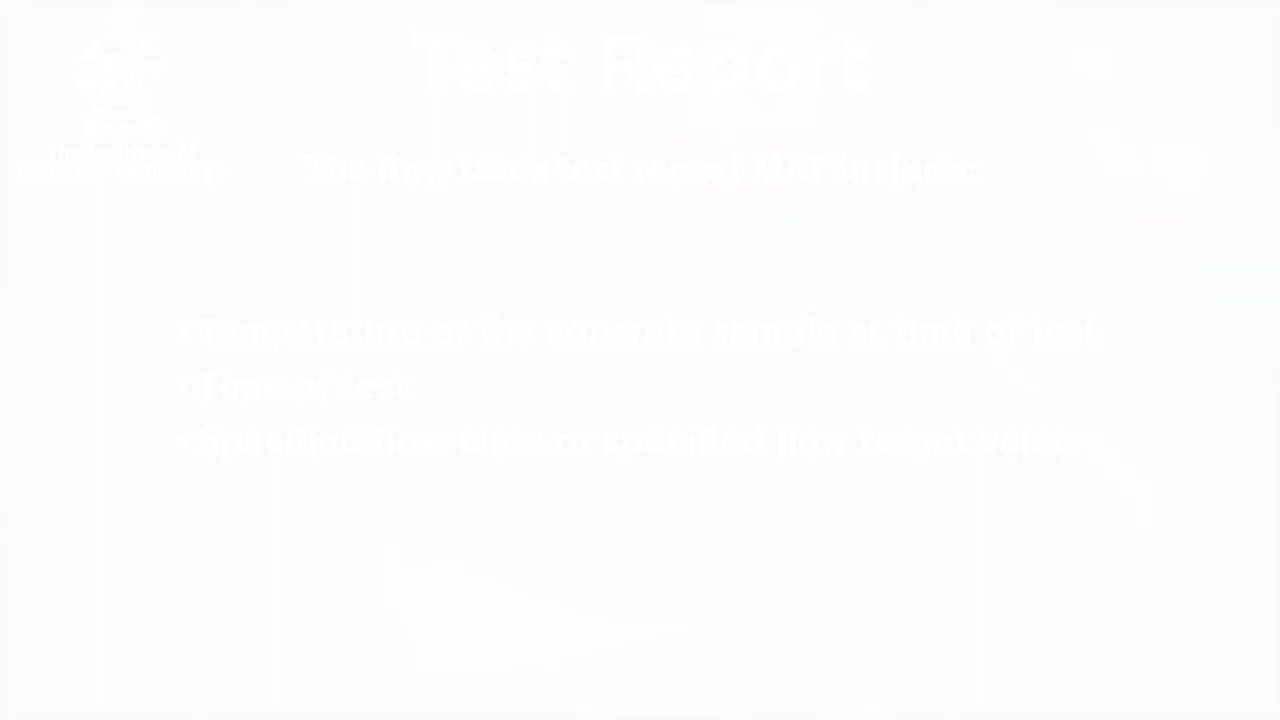 Test Report
The Institute of
Concrete Technology
The flow table test report MAY include:
• Temperature of the concrete sample at time of test
• Time of test
• Specified flow class or specified flow target value